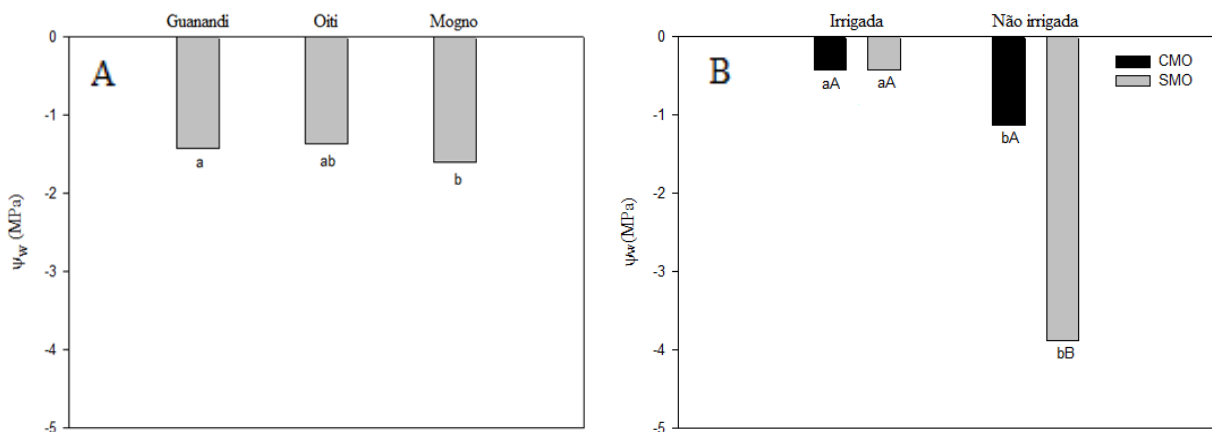 Guanandi Oiti Mogno
A
0
-1
-2
-3
-4
-5
Ψw (MPa)
a
ab
b
Irrigada Não irrigada
B
0
-1
-2
-3
-4
-5
Ψw(MPa)
CMO
SMO
aA aA
bA
bB